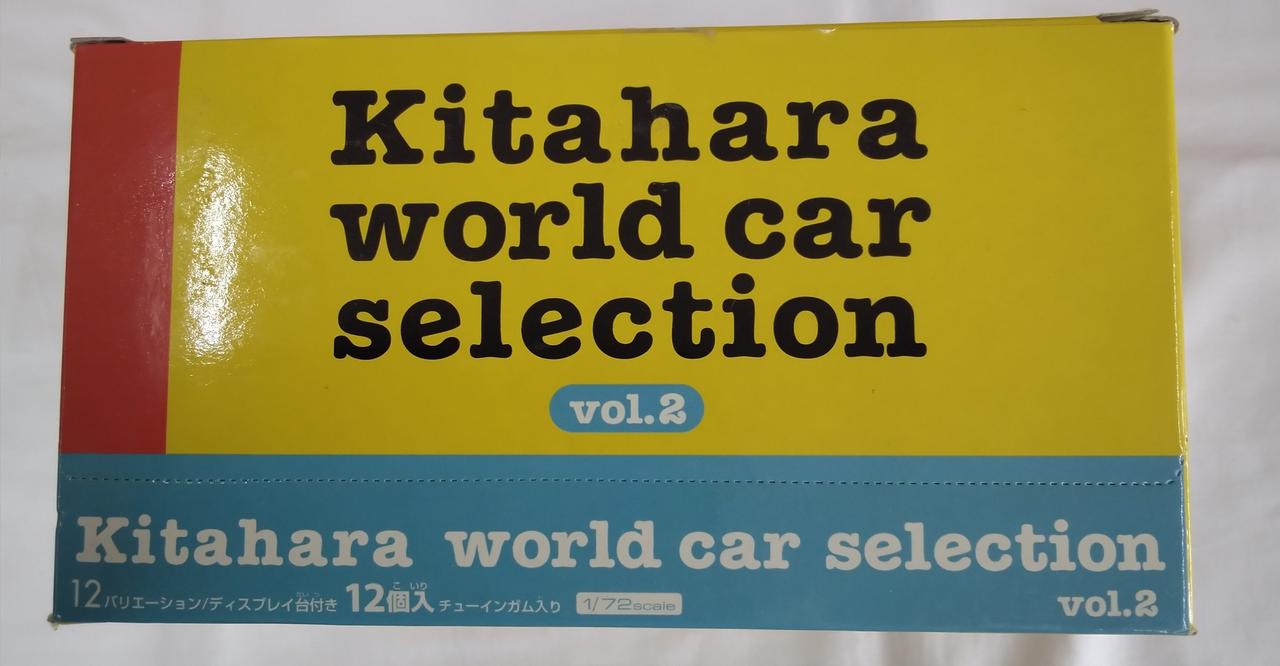 Kitahara
world car
selection
vol.2
Kitahara world car selection
12バリエーション/ディスプレイ台付き 12個入 チューインガム入り 1/72scale
vol.2